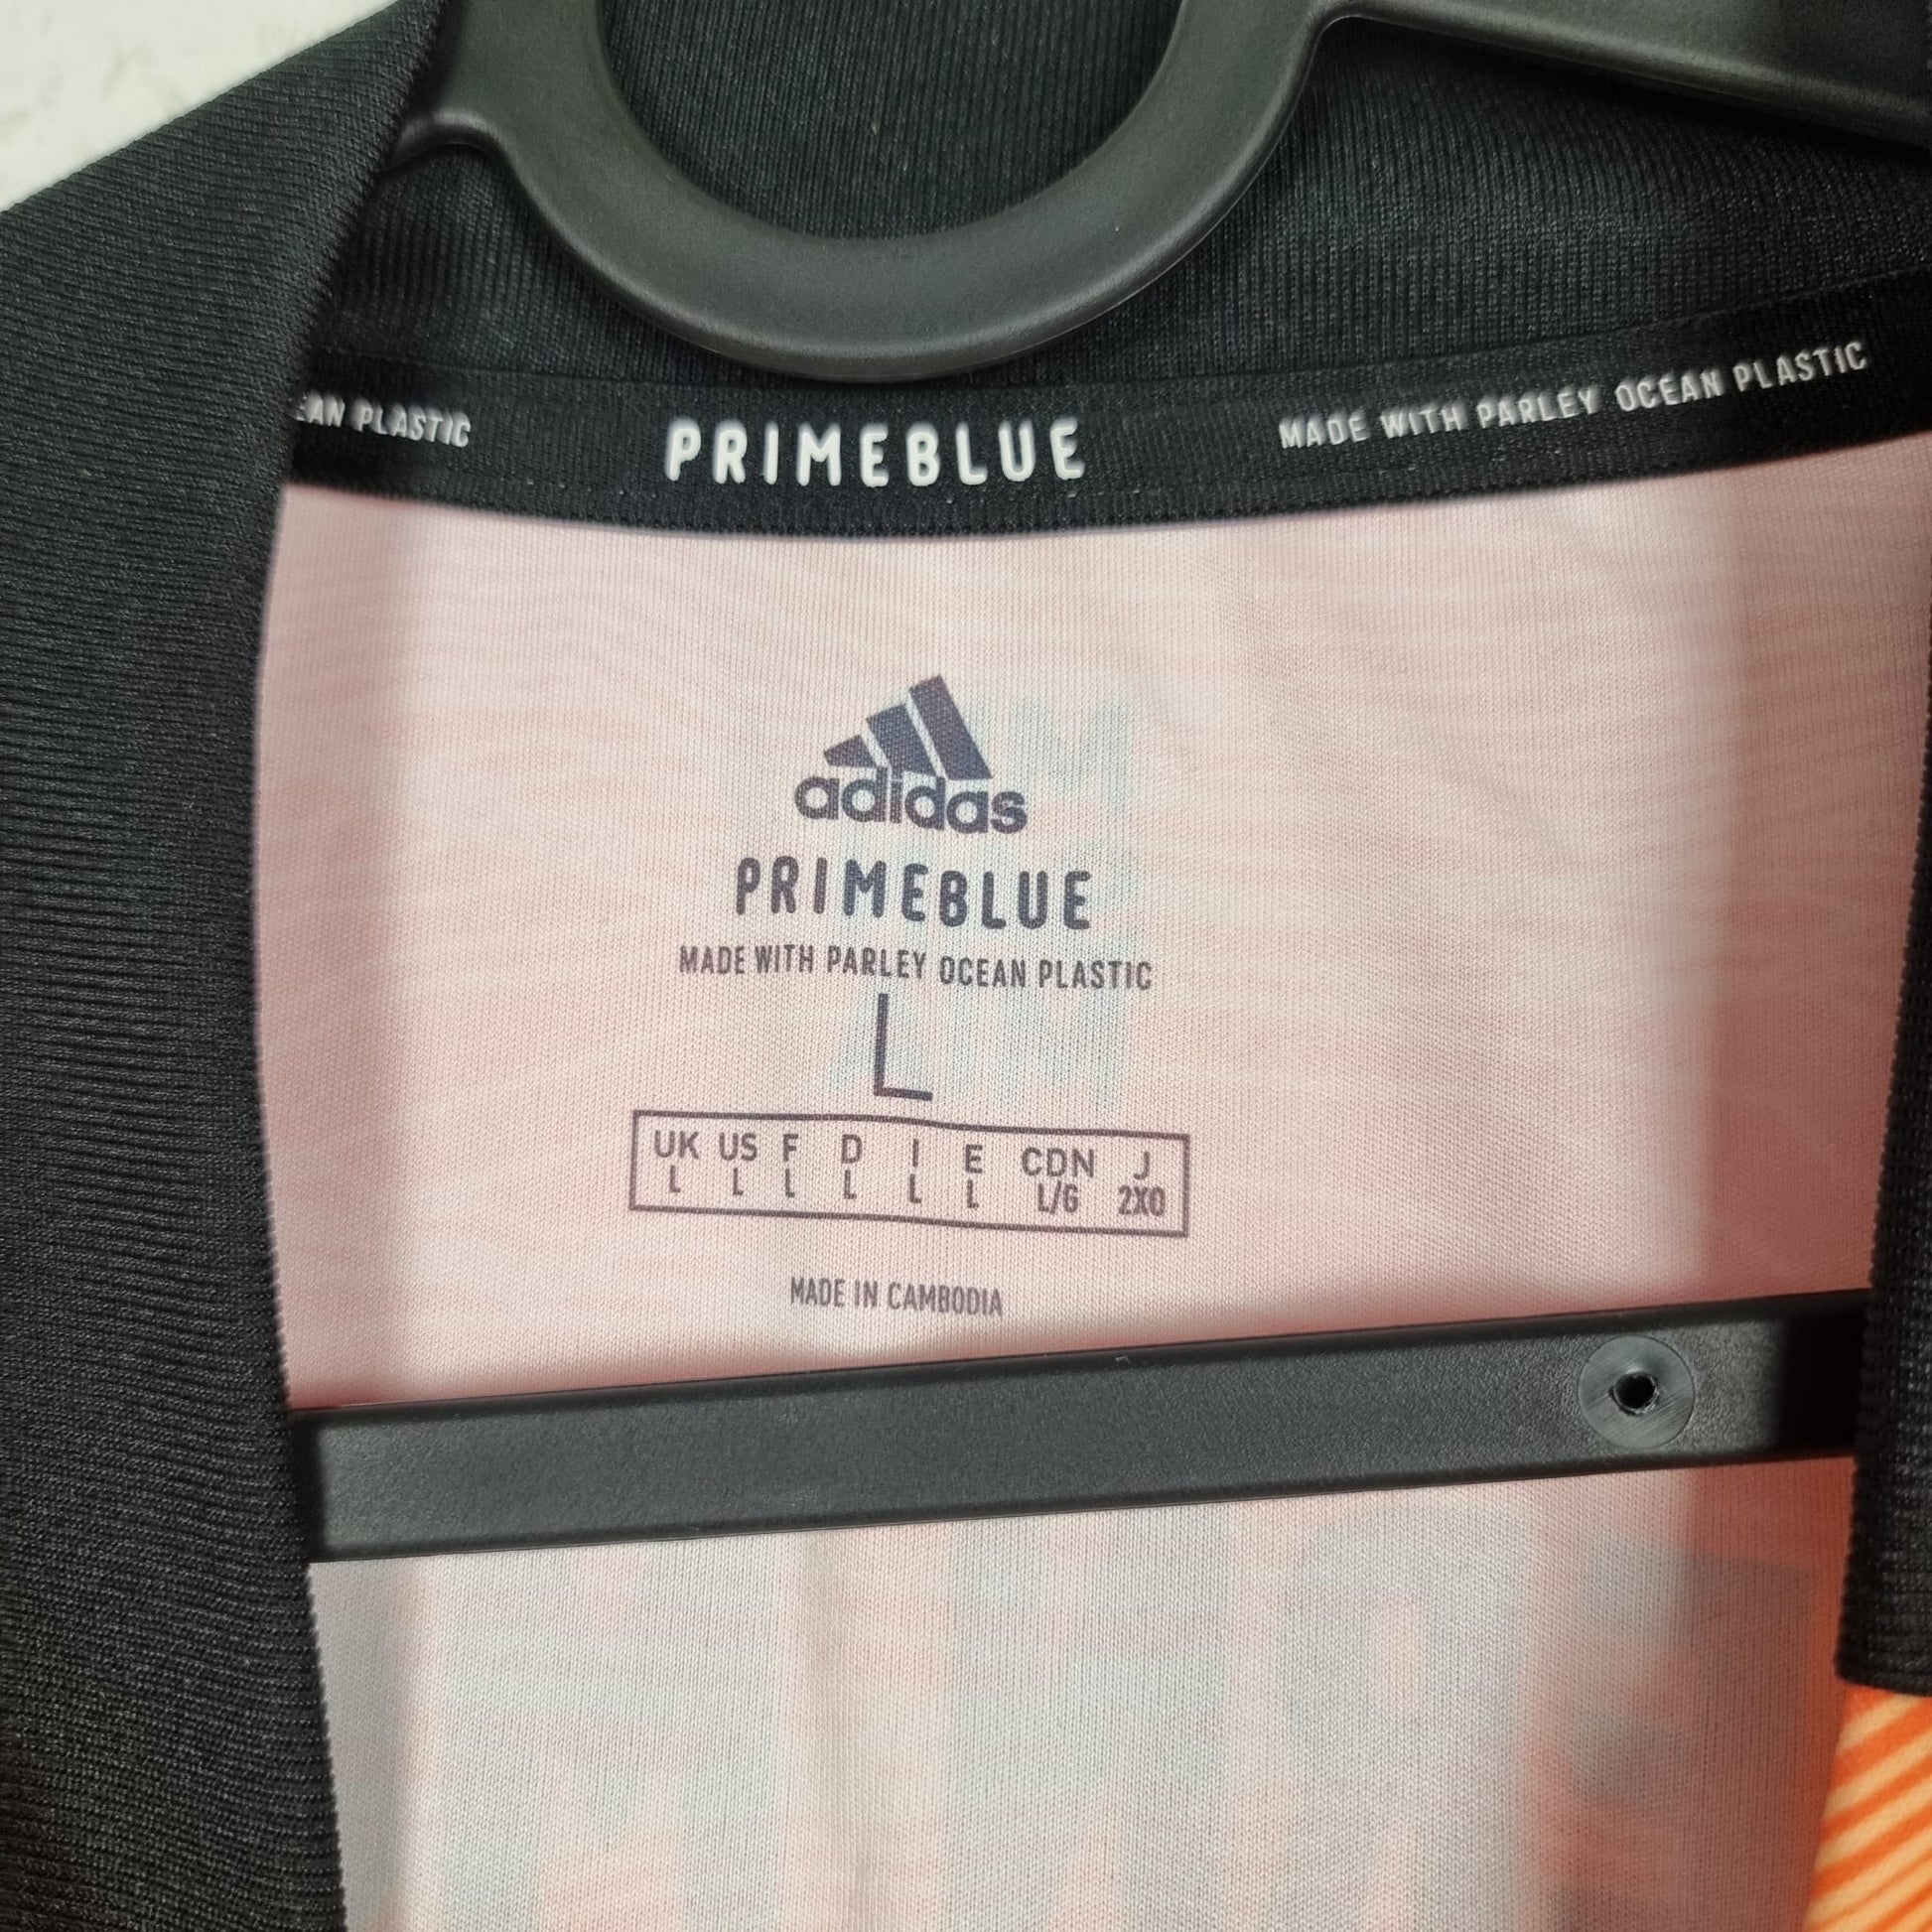 EAN PLASTIC PRIMEBLUE MADE WITH PARLEY OCEAN PLASTIC
adidas
PRIMEBLUE
MADE WITH PARLEY OCEAN PLASTIC
L
UK US F D I E CDN J
L L L L L L L/G 2XO
MADE IN CAMBODIA